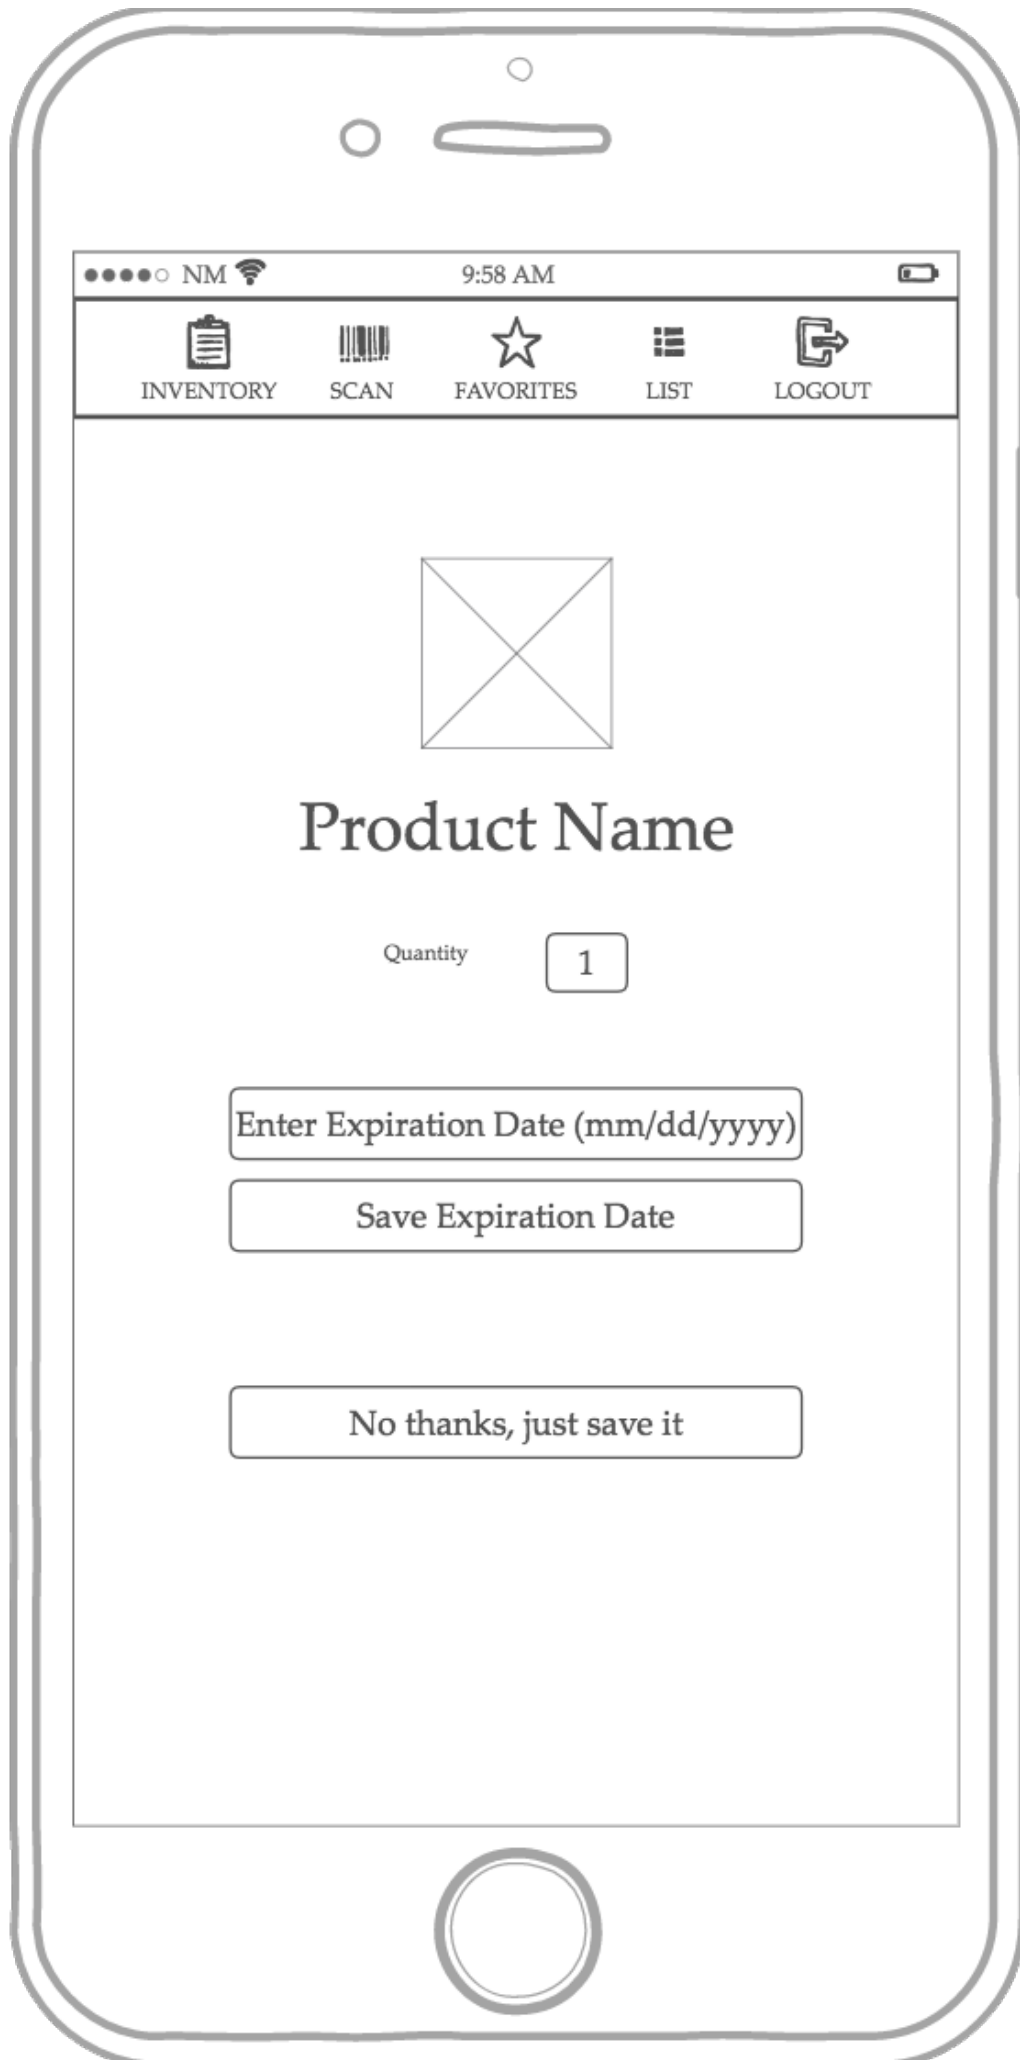 NM 9:58 AM
INVENTORY SCAN FAVORITES LIST LOGOUT
Product Name
Quantity 1
Enter Expiration Date (mm/dd/yyyy)
Save Expiration Date
No thanks, just save it